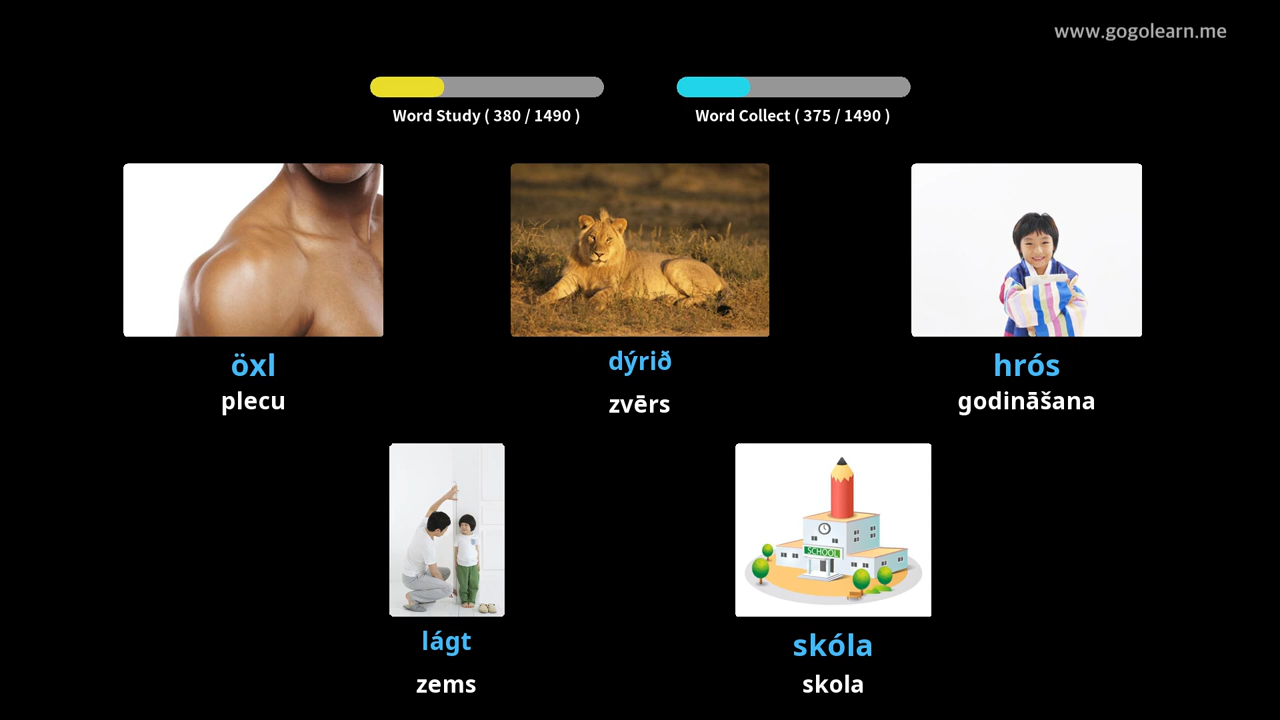 www.gogolearn.me
Word Study ( 380 / 1490 )
Word Collect ( 375 / 1490 )
öxl
plecu
dýrið
zvērs
hrós
godināšana
SCHOOL
lágt
zems
skóla
skola